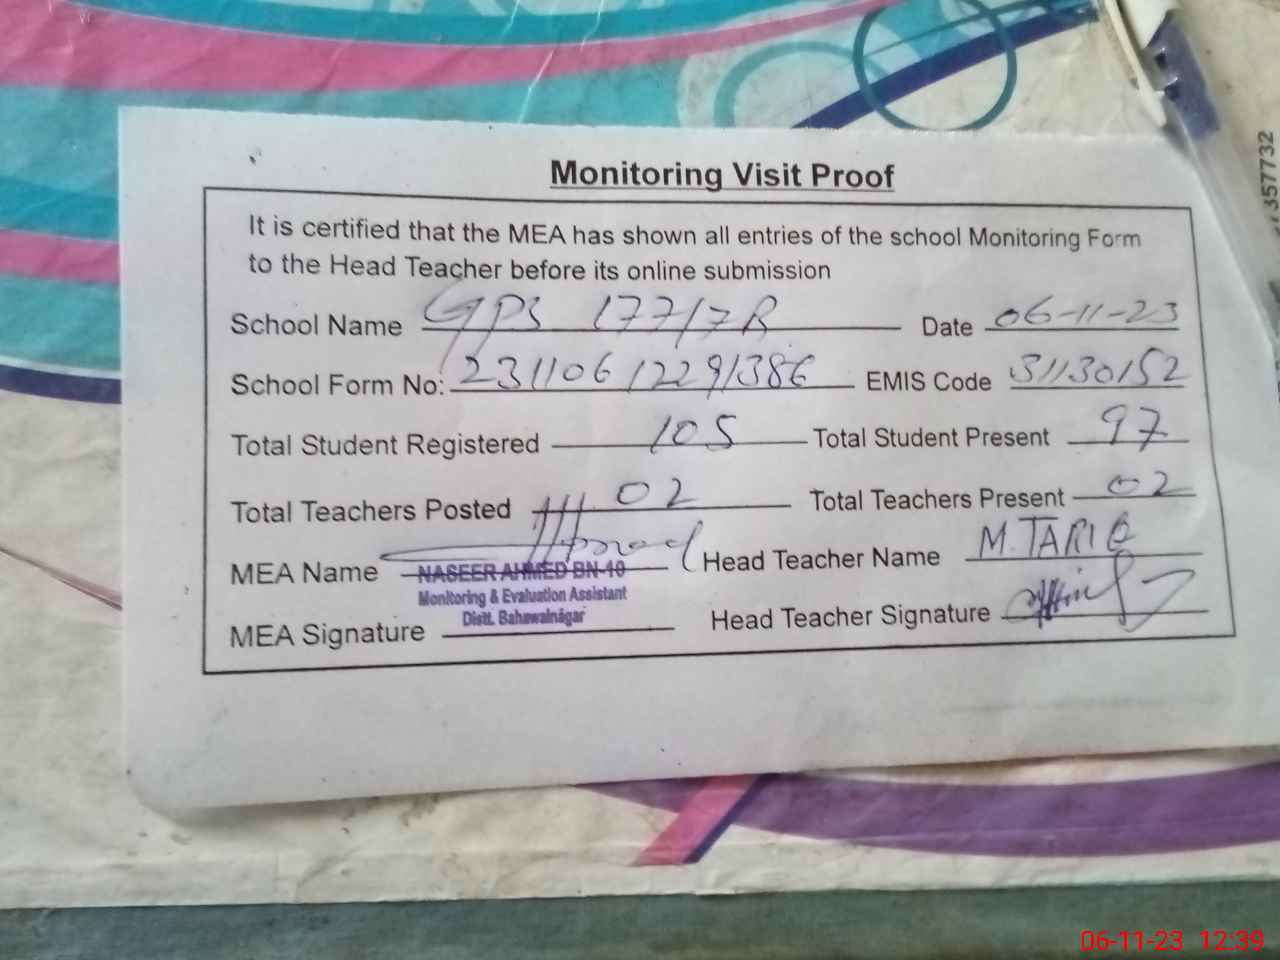 357732
Monitoring Visit Proof
It is certified that the MEA has shown all entries of the school Monitoring Form
to the Head Teacher before its online submission
School Name GPS 177/7R Date 06-11-23
School Form No: 23110612291386 EMIS Code 31130152
Total Student Registered 105 Total Student Present 97
Total Teachers Posted 02 Total Teachers Present 02
MEA Name NASEER AHMED BN-10 Head Teacher Name M. TARIQ
Monitoring & Evaluation Assistant
Distt. Bahawalnagar
MEA Signature Head Teacher Signature
06-11-23 12:39